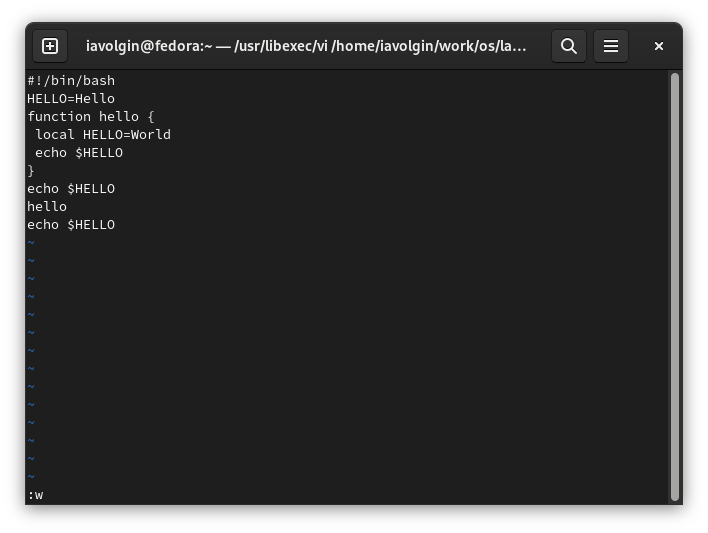 iavolgin@fedora:~ — /usr/libexec/vi /home/iavolgin/work/os/la…
#!/bin/bash
HELLO=Hello
function hello {
 local HELLO=World
 echo $HELLO
}
echo $HELLO
hello
echo $HELLO
~
~
~
~
~
~
~
~
~
~
~
~
~
~
:w